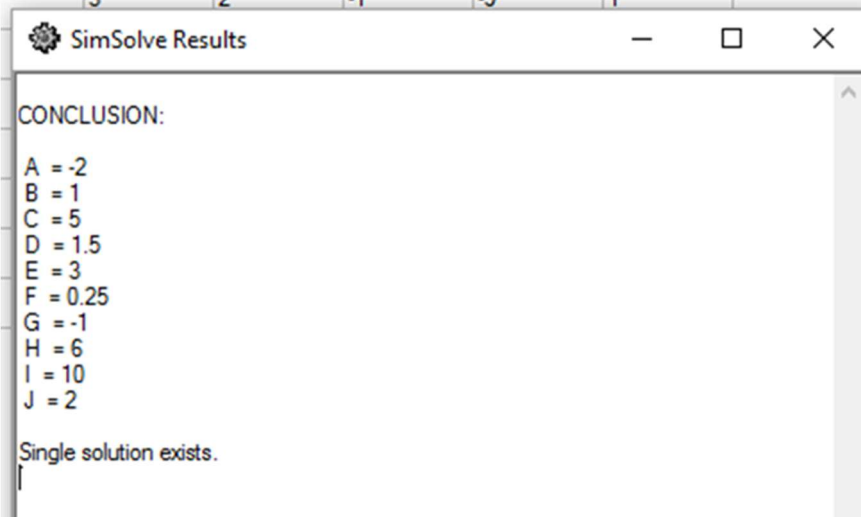 SimSolve Results
CONCLUSION:
A = -2
B = 1
C = 5
D = 1.5
E = 3
F = 0.25
G = -1
H = 6
I = 10
J = 2
Single solution exists.